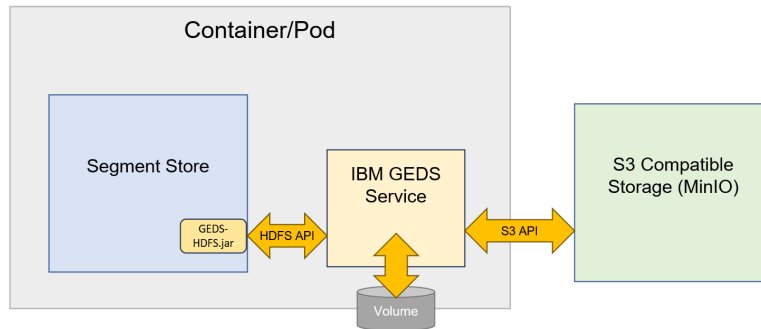 Container/Pod
Segment Store
GEDS-
HDFS.jar
HDFS API
IBM GEDS
Service
S3 API
S3 Compatible
Storage (MinIO)
Volume